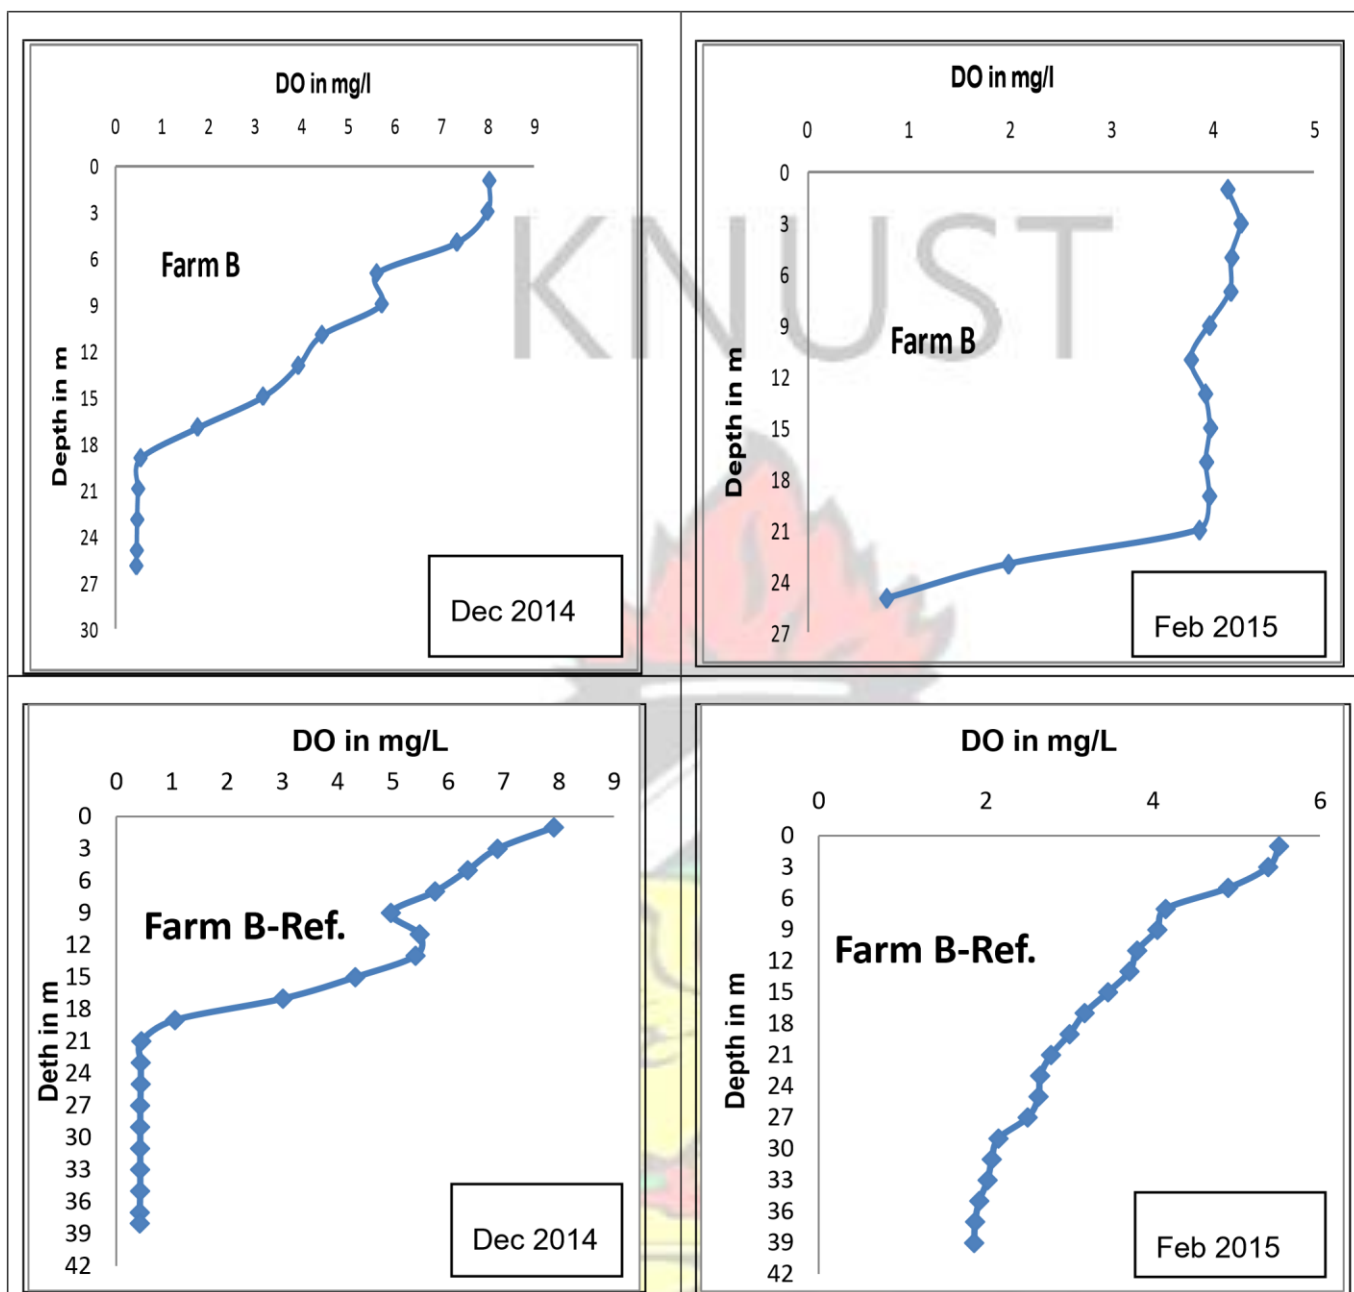 DO in mg/l
0 1 2 3 4 5 6 7 8 9
0
3
6
9
12
15
18
21
24
27
30
Depth in m
Farm B
Dec 2014
DO in mg/l
0 1 2 3 4 5
0
3
6
9
12
15
18
21
24
27
Depth in m
Farm B
Feb 2015
KNUST
DO in mg/L
0 1 2 3 4 5 6 7 8 9
0
3
6
9
12
15
18
21
24
27
30
33
36
39
42
Deth in m
Farm B-Ref.
Dec 2014
DO in mg/L
0 2 4 6
0
3
6
9
12
15
18
21
24
27
30
33
36
39
42
Depth in m
Farm B-Ref.
Feb 2015